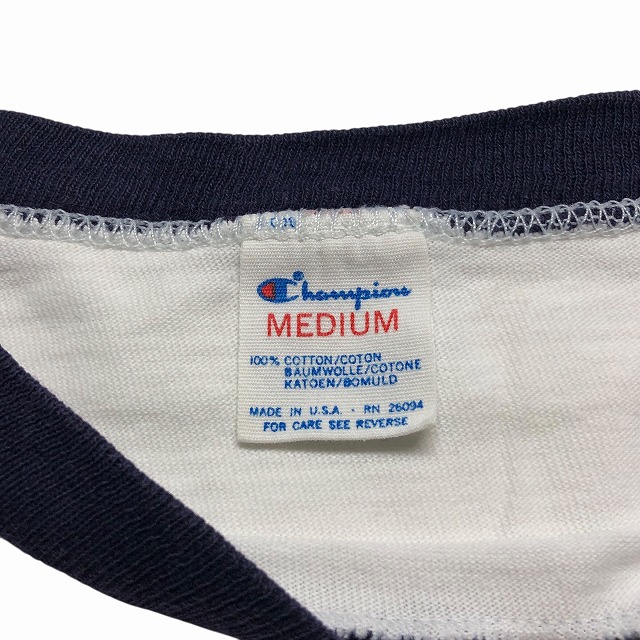 Champion
MEDIUM
100% COTTON/COTON
BAUMWOLLE/COTONE
KATOEN/BOMULD
MADE IN U.S.A. · RN 26094
FOR CARE SEE REVERSE